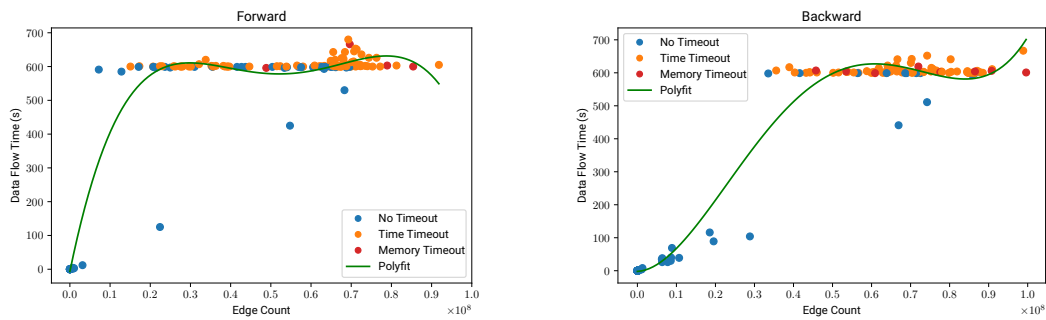 Forward
Data Flow Time (s)
700
600
500
400
300
200
100
0
No Timeout
Time Timeout
Memory Timeout
Polyfit
0.0 0.1 0.2 0.3 0.4 0.5 0.6 0.7 0.8 0.9 1.0
Edge Count
×10⁸
Backward
Data Flow Time (s)
700
600
500
400
300
200
100
0
No Timeout
Time Timeout
Memory Timeout
Polyfit
0.0 0.1 0.2 0.3 0.4 0.5 0.6 0.7 0.8 0.9 1.0
Edge Count
×10⁸